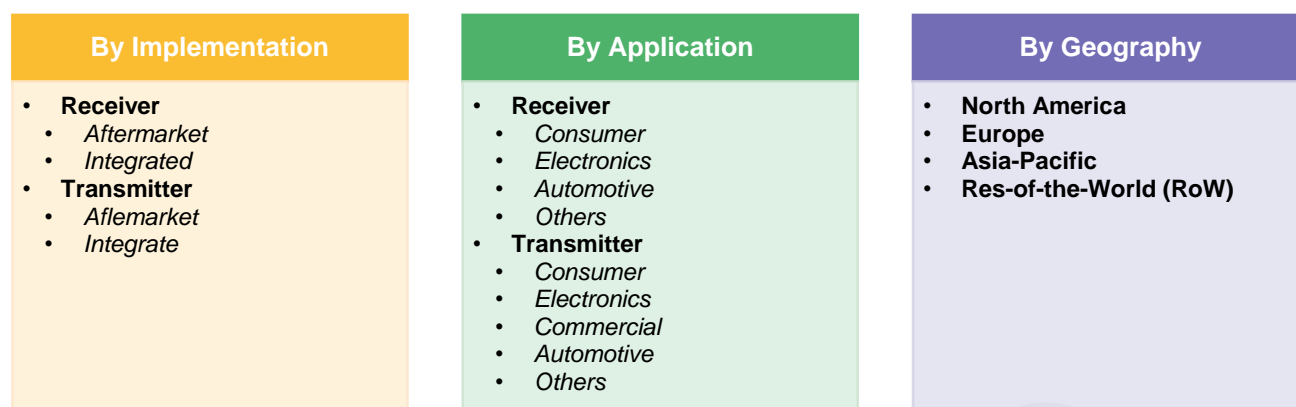 By Implementation
• Receiver
• Aftermarket
• Integrated
• Transmitter
• Aflemarket
• Integrate
By Application
• Receiver
• Consumer
• Electronics
• Automotive
• Others
• Transmitter
• Consumer
• Electronics
• Commercial
• Automotive
• Others
By Geography
• North America
• Europe
• Asia-Pacific
• Res-of-the-World (RoW)